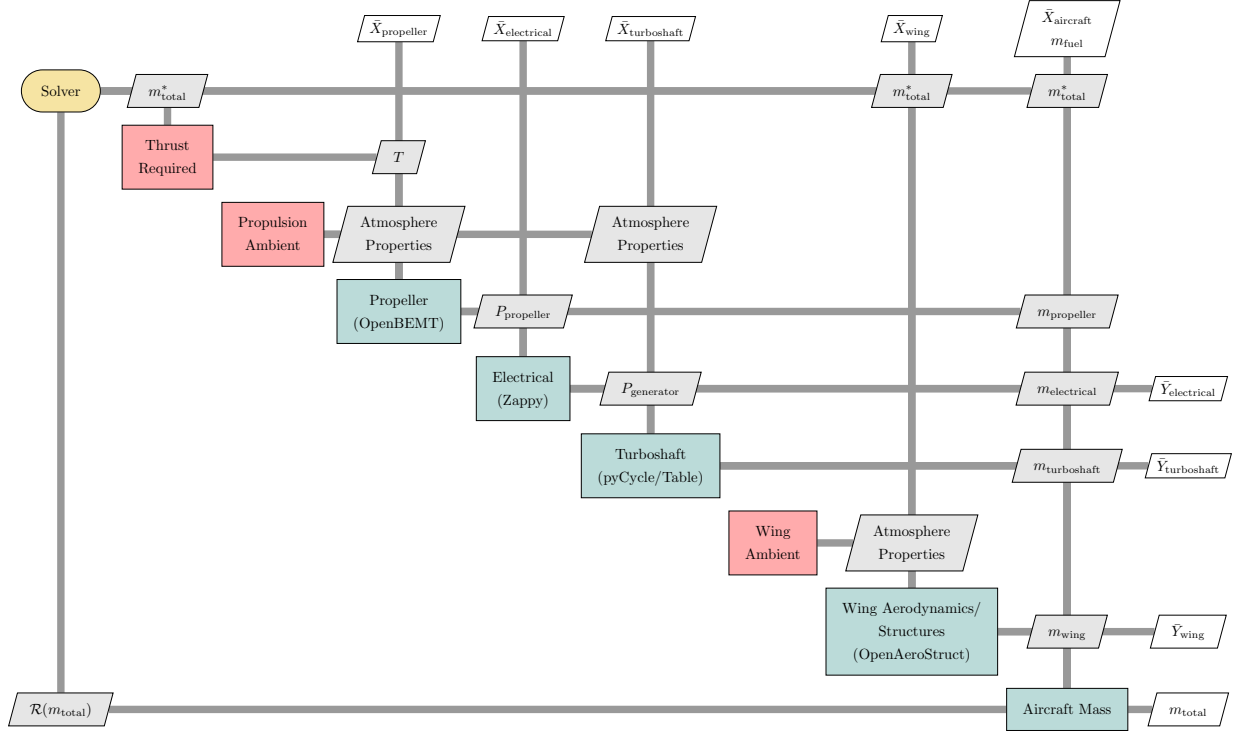 X̄propeller
X̄electrical
X̄turboshaft
X̄wing
X̄aircraft
mfuel
Solver
m*total
m*total
m*total
Thrust
Required
T
Propulsion
Ambient
Atmosphere
Properties
Atmosphere
Properties
Propeller
(OpenBEMT)
Ppropeller
mpropeller
Electrical
(Zappy)
Pgenerator
melectrical
Ȳelectrical
Turboshaft
(pyCycle/Table)
mturboshaft
Ȳturboshaft
Wing
Ambient
Atmosphere
Properties
Wing Aerodynamics/
Structures
(OpenAeroStruct)
mwing
Ȳwing
R(mtotal)
Aircraft Mass
mtotal